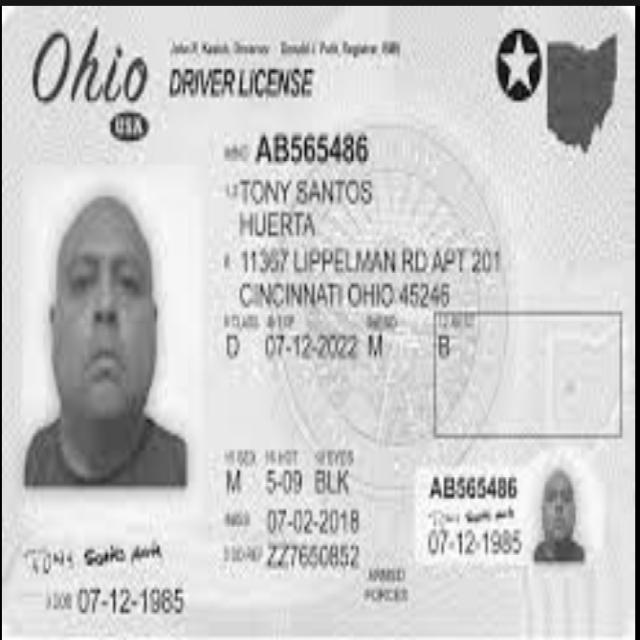 Ohio
USA
DRIVER LICENSE
AB565486
TONY SANTOS
HUERTA
11367 LIPPELMAN RD APT 201
CINCINNATI OHIO 45246
D 07-12-2022 M B
M 5-09 BLK
07-02-2018
ZZ7650852
ARMED
FORCES
07-12-1985
AB565486
07-12-1985